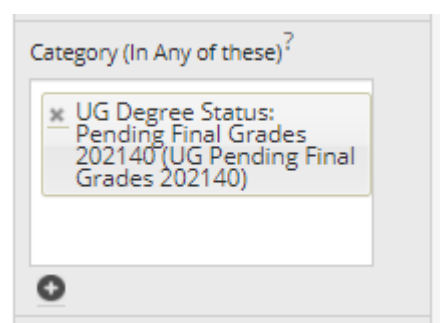 Category (In Any of these)?
× UG Degree Status:
Pending Final Grades
202140 (UG Pending Final
Grades 202140)